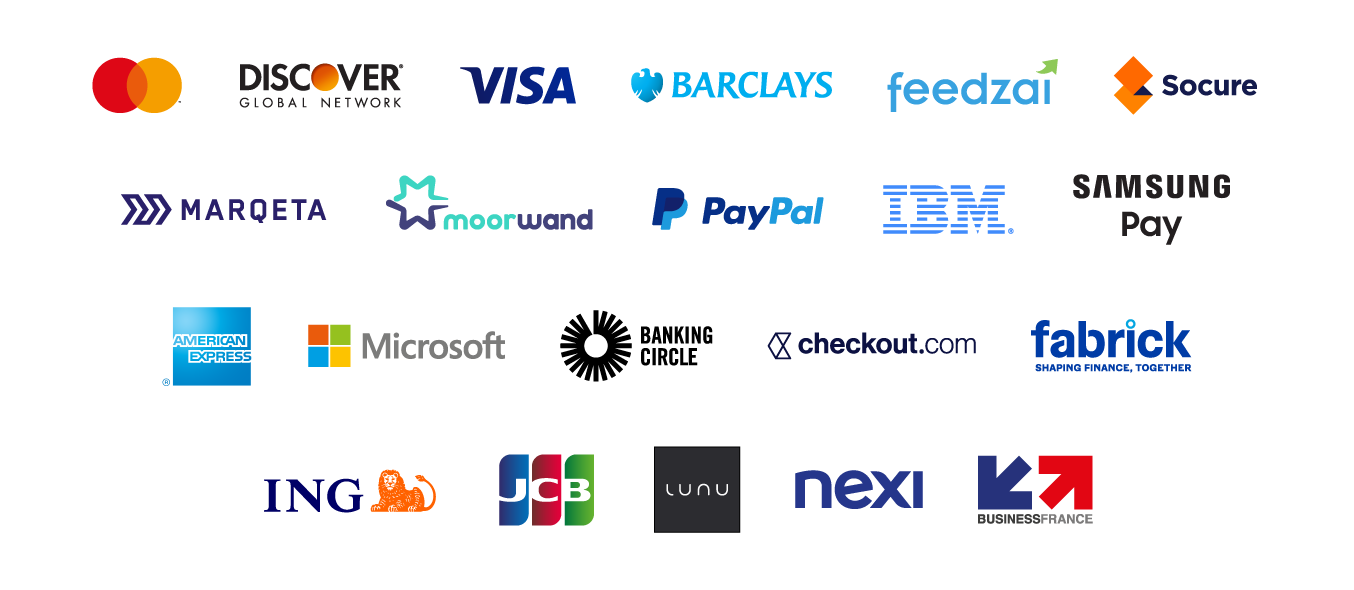 DISCOVER®
GLOBAL NETWORK
VISA
BARCLAYS
feedzai
Socure
MARQETA
moorwand
PayPal
IBM®
SAMSUNG
Pay
AMERICAN
EXPRESS
®
Microsoft
BANKING
CIRCLE
checkout.com
fabrick
SHAPING FINANCE, TOGETHER
ING
JCB
LUNU
nexi
BUSINESSFRANCE